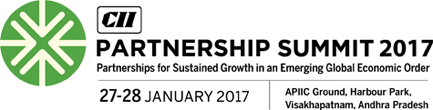 CII
PARTNERSHIP SUMMIT 2017
Partnerships for Sustained Growth in an Emerging Global Economic Order
27-28 JANUARY 2017
APIIC Ground, Harbour Park,
Visakhapatnam, Andhra Pradesh